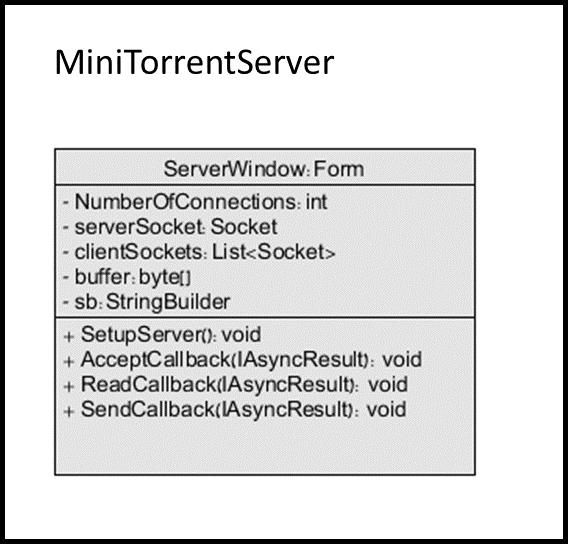 MiniTorrentServer
ServerWindow:Form
- NumberOfConnections: int
- serverSocket: Socket
- clientSockets: List<Socket>
- buffer: byte[]
- sb: StringBuilder
+ SetupServer(): void
+ AcceptCallback(IAsyncResult): void
+ ReadCallback(IAsyncResult): void
+ SendCallback(IAsyncResult): void